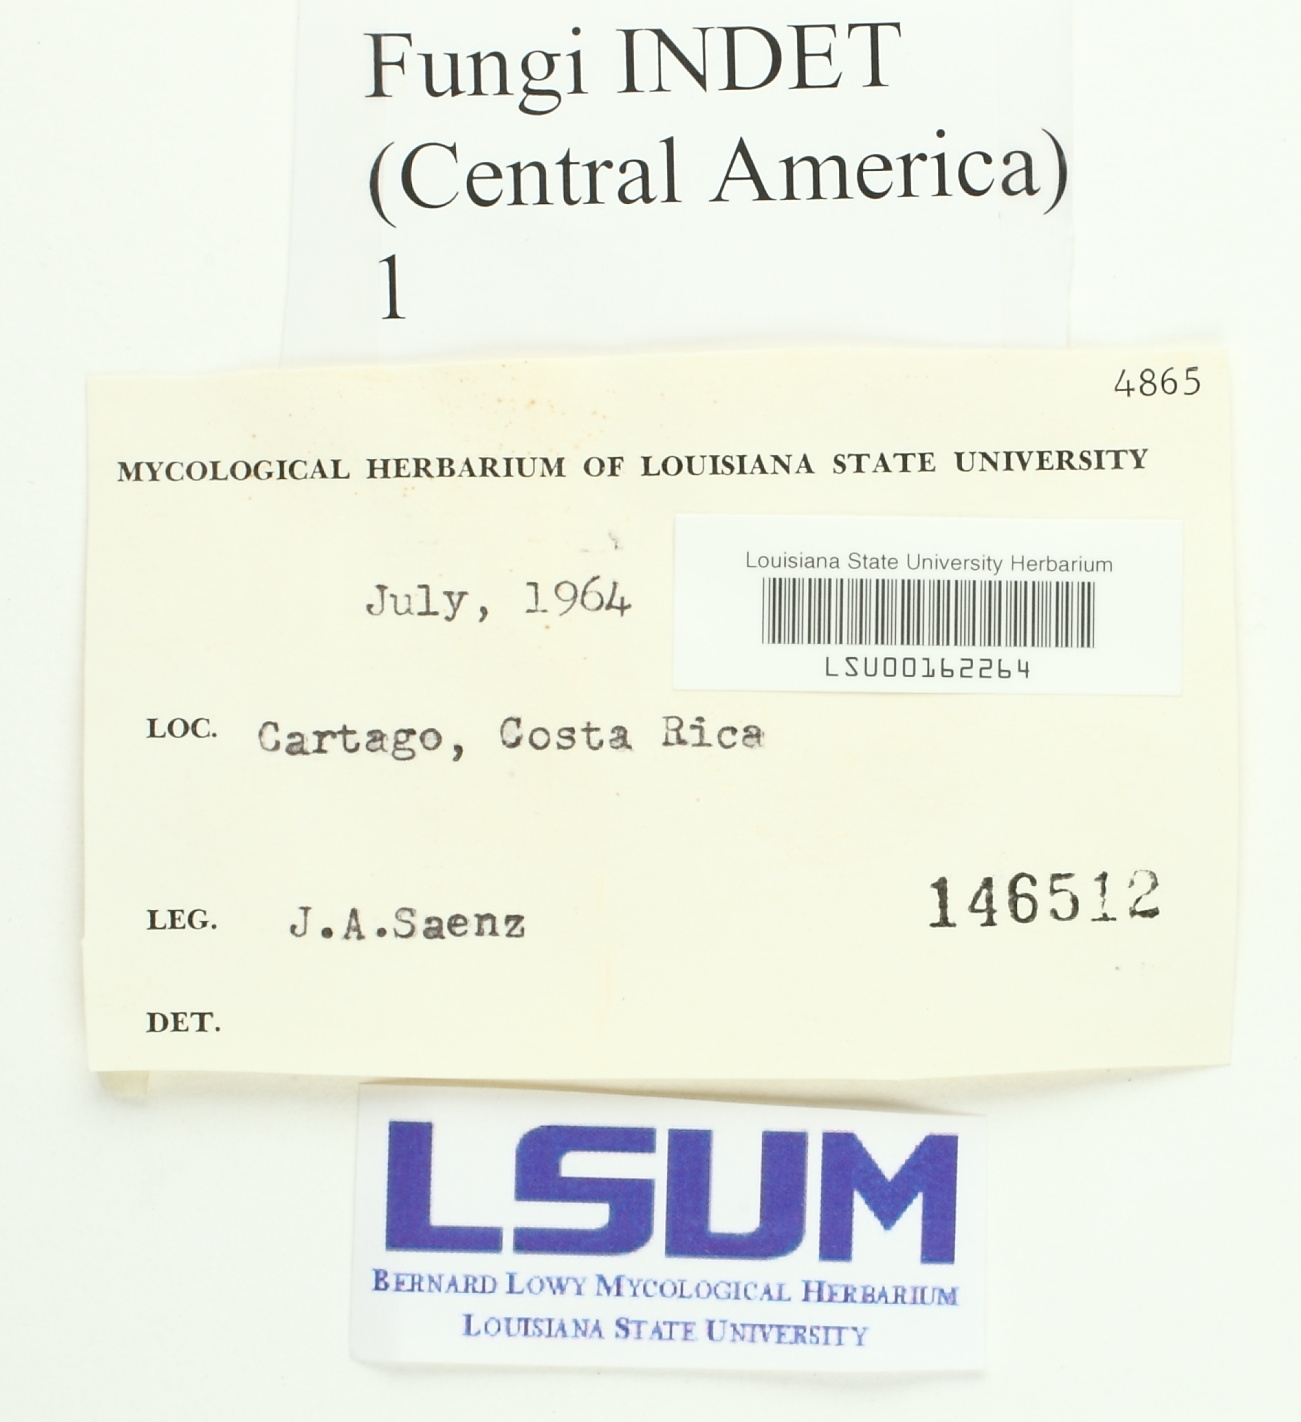 Fungi INDET
(Central America)
1
4865
MYCOLOGICAL HERBARIUM OF LOUISIANA STATE UNIVERSITY
Louisiana State University Herbarium
July, 1964
LSU00162264
LOC. Cartago, Costa Rica
146512
LEG. J.A.Saenz
DET.
LSUM
BERNARD LOWY MYCOLOGICAL HERBARIUM
LOUISIANA STATE UNIVERSITY